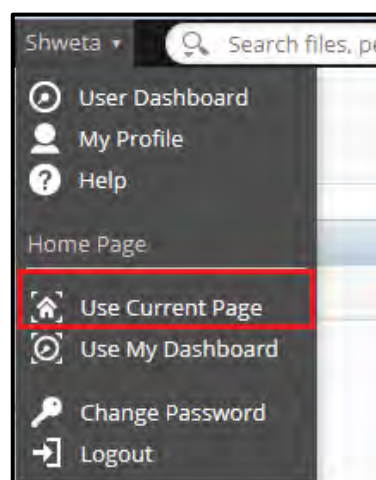 Shweta
Search files, pe
User Dashboard
My Profile
Help
Home Page
Use Current Page
Use My Dashboard
Change Password
Logout